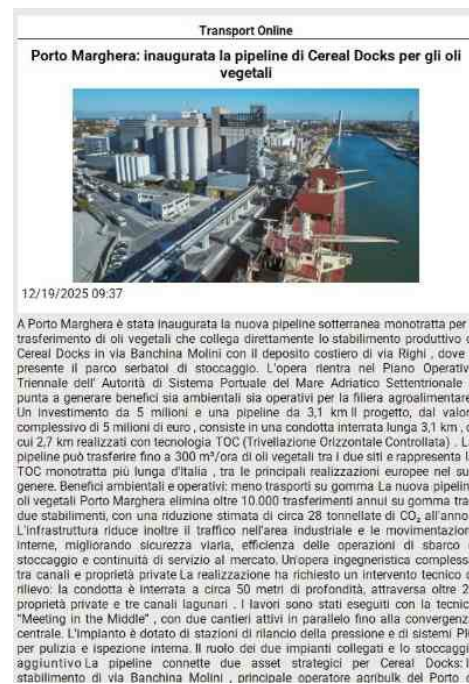 Transport Online
Porto Marghera: inaugurata la pipeline di Cereal Docks per gli oli
vegetali
12/19/2025 09:37
A Porto Marghera è stata inaugurata la nuova pipeline sotterranea monotratta per
trasferimento di oli vegetali che collega direttamente lo stabilimento produttivo
Cereal Docks in via Banchina Molini con il deposito costiero di via Righi , dove
presente il parco serbatoi di stoccaggio. L'opera rientra nel Piano Operativ
Triennale dell' Autorità di Sistema Portuale del Mare Adriatico Settentrionale
punta a generare benefici sia ambientali sia operativi per la filiera agroalimentare
Un investimento da 5 milioni e una pipeline da 3,1 km Il progetto, dal valor
complessivo di 5 milioni di euro , consiste in una condotta interrata lunga 3,1 km ,
cui 2,7 km realizzati con tecnologia TOC (Trivellazione Orizzontale Controllata) . L
pipeline può trasferire fino a 300 m³/ora di oli vegetali tra i due siti e rappresenta l
TOC monotratta più lunga d'Italia , tra le principali realizzazioni europee nel su
genere. Benefici ambientali e operativi: meno trasporti su gomma La nuova pipelin
oli vegetali Porto Marghera elimina oltre 10.000 trasferimenti annui su gomma tra
due stabilimenti, con una riduzione stimata di circa 28 tonnellate di CO₂ all'anno
L'infrastruttura riduce inoltre il traffico nell'area industriale e le movimentazion
interne, migliorando sicurezza viaria, efficienza delle operazioni di sbarco
stoccaggio e continuità di servizio al mercato. Un'opera ingegneristica compless
tra canali e proprietà private La realizzazione ha richiesto un intervento tecnico
rilievo: la condotta è interrata a circa 50 metri di profondità, attraversa oltre 2
proprietà private e tre canali lagunari . I lavori sono stati eseguiti con la tecnic
"Meeting in the Middle" , con due cantieri attivi in parallelo fino alla convergenz
centrale. L'impianto è dotato di stazioni di rilancio della pressione e di sistemi PI
per pulizia e ispezione interna. Il ruolo dei due impianti collegati e lo stoccaggi
aggiuntivo La pipeline connette due asset strategici per Cereal Docks:
stabilimento di via Banchina Molini , principale operatore agribulk del Porto